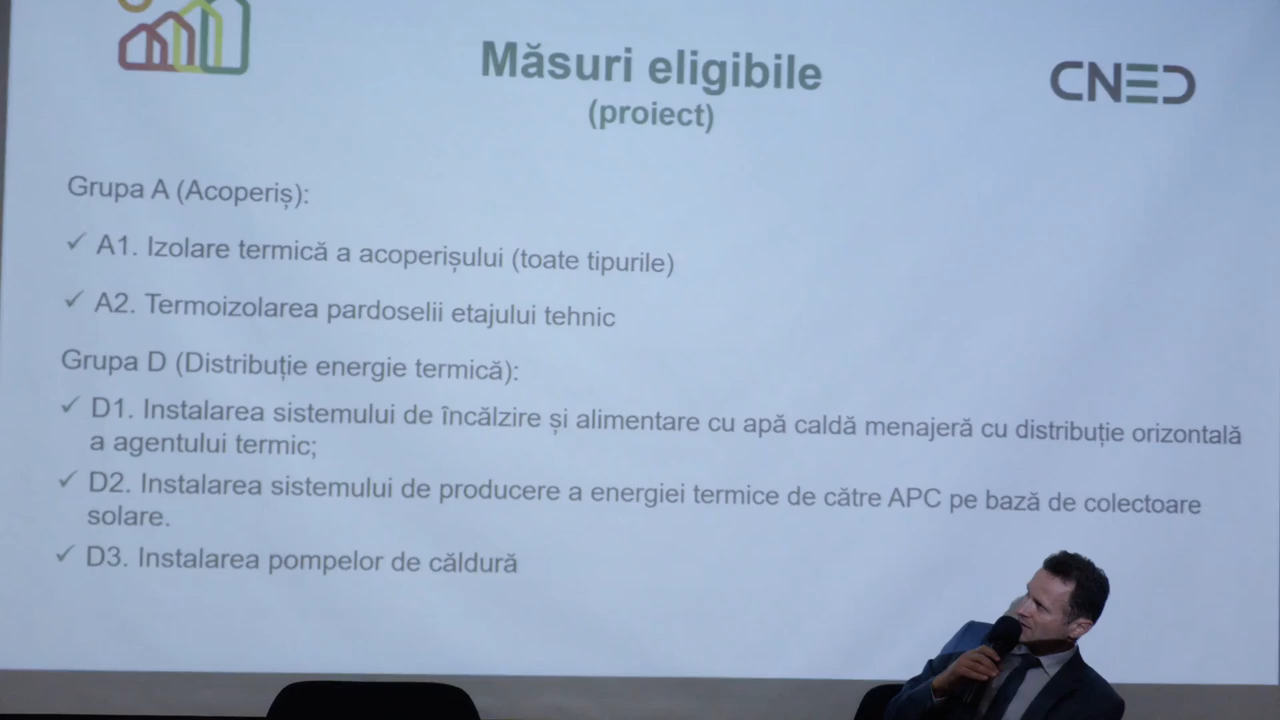 Măsuri eligibile
(proiect)
CNED
Grupa A (Acoperiș):
✓ A1. Izolare termică a acoperișului (toate tipurile)
✓ A2. Termoizolarea pardoselii etajului tehnic
Grupa D (Distribuție energie termică):
✓ D1. Instalarea sistemului de încălzire și alimentare cu apă caldă menajeră cu distribuție orizontală
a agentului termic;
✓ D2. Instalarea sistemului de producere a energiei termice de către APC pe bază de colectoare
solare.
✓ D3. Instalarea pompelor de căldură